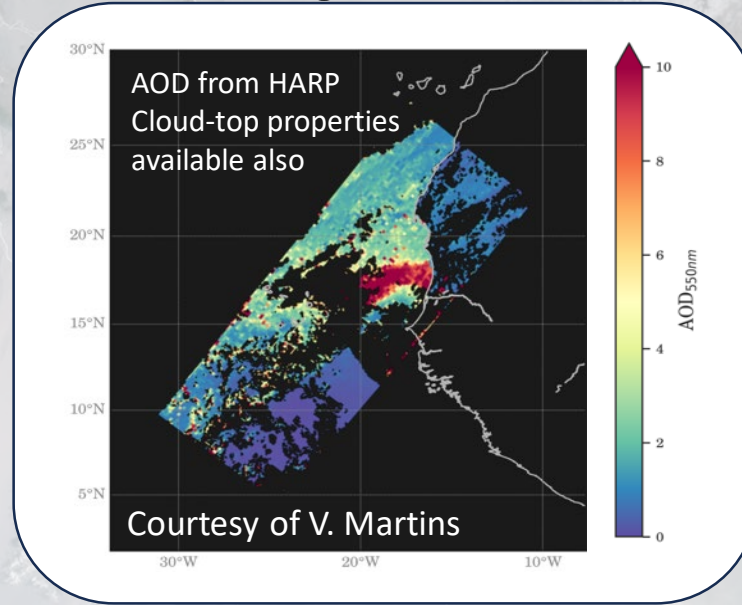 AOD from HARP
Cloud-top properties
available also
Courtesy of V. Martins
30°N
25°N
20°N
15°N
10°N
5°N
30°W
20°W
10°W
10
8
6
4
2
0
AOD550nm